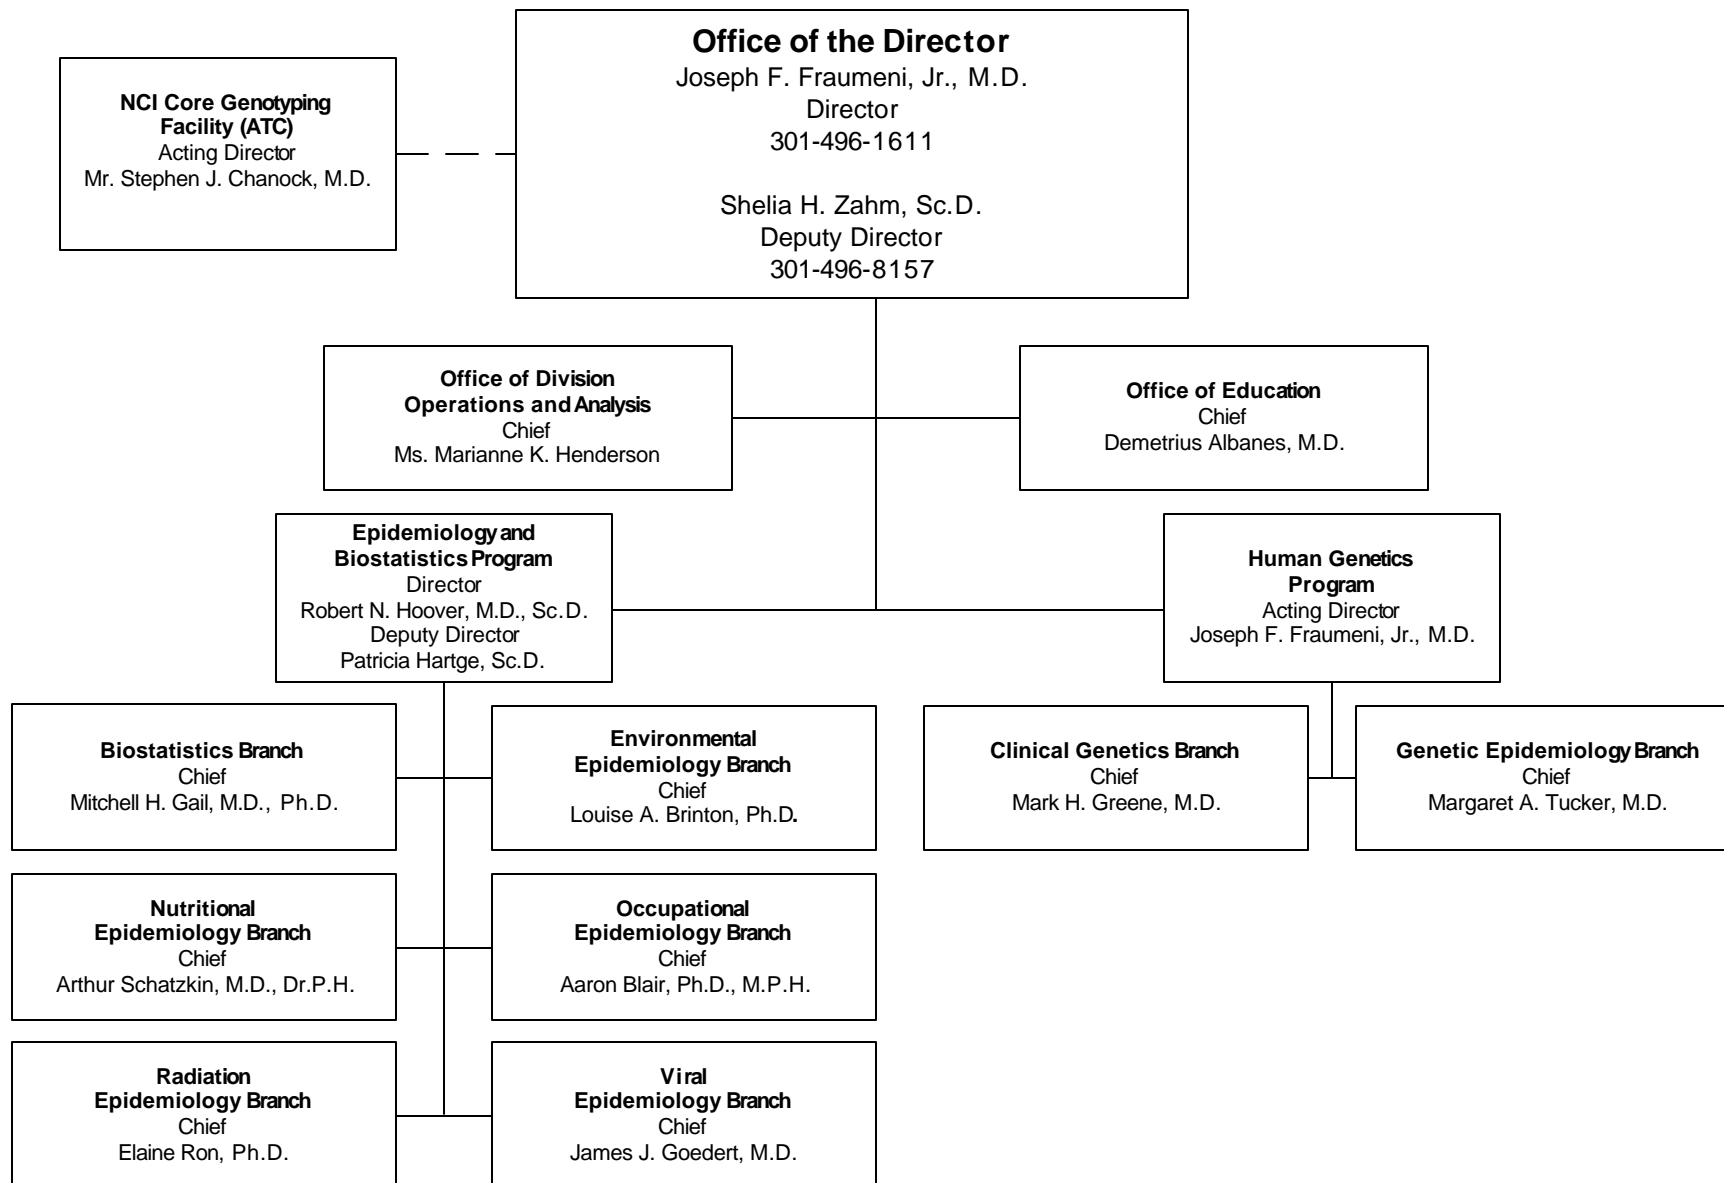 Office of the Director
Joseph F. Fraumeni, Jr., M.D.
Director
301-496-1611
Shelia H. Zahm, Sc.D.
Deputy Director
301-496-8157
NCI Core Genotyping
Facility (ATC)
Acting Director
Mr. Stephen J. Chanock, M.D.
Office of Division
Operations and Analysis
Chief
Ms. Marianne K. Henderson
Office of Education
Chief
Demetrius Albanes, M.D.
Epidemiology and
Biostatistics Program
Director
Robert N. Hoover, M.D., Sc.D.
Deputy Director
Patricia Hartge, Sc.D.
Human Genetics
Program
Acting Director
Joseph F. Fraumeni, Jr., M.D.
Biostatistics Branch
Chief
Mitchell H. Gail, M.D., Ph.D.
Environmental
Epidemiology Branch
Chief
Louise A. Brinton, Ph.D.
Clinical Genetics Branch
Chief
Mark H. Greene, M.D.
Genetic Epidemiology Branch
Chief
Margaret A. Tucker, M.D.
Nutritional
Epidemiology Branch
Chief
Arthur Schatzkin, M.D., Dr.P.H.
Occupational
Epidemiology Branch
Chief
Aaron Blair, Ph.D., M.P.H.
Radiation
Epidemiology Branch
Chief
Elaine Ron, Ph.D.
Viral
Epidemiology Branch
Chief
James J. Goedert, M.D.